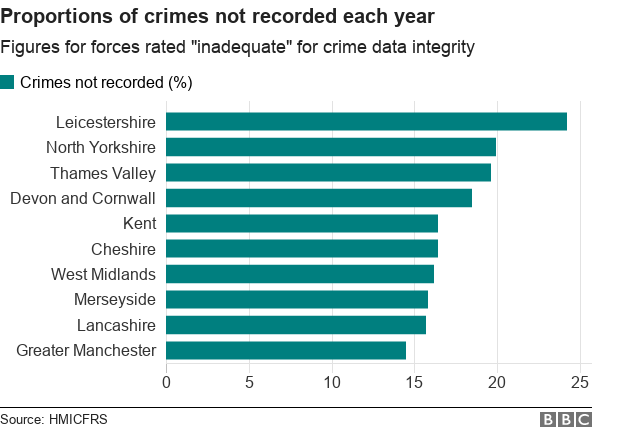 Proportions of crimes not recorded each year
Figures for forces rated "inadequate" for crime data integrity
Crimes not recorded (%)
Leicestershire
North Yorkshire
Thames Valley
Devon and Cornwall
Kent
Cheshire
West Midlands
Merseyside
Lancashire
Greater Manchester
0 5 10 15 20 25
Source: HMICFRS
BBC